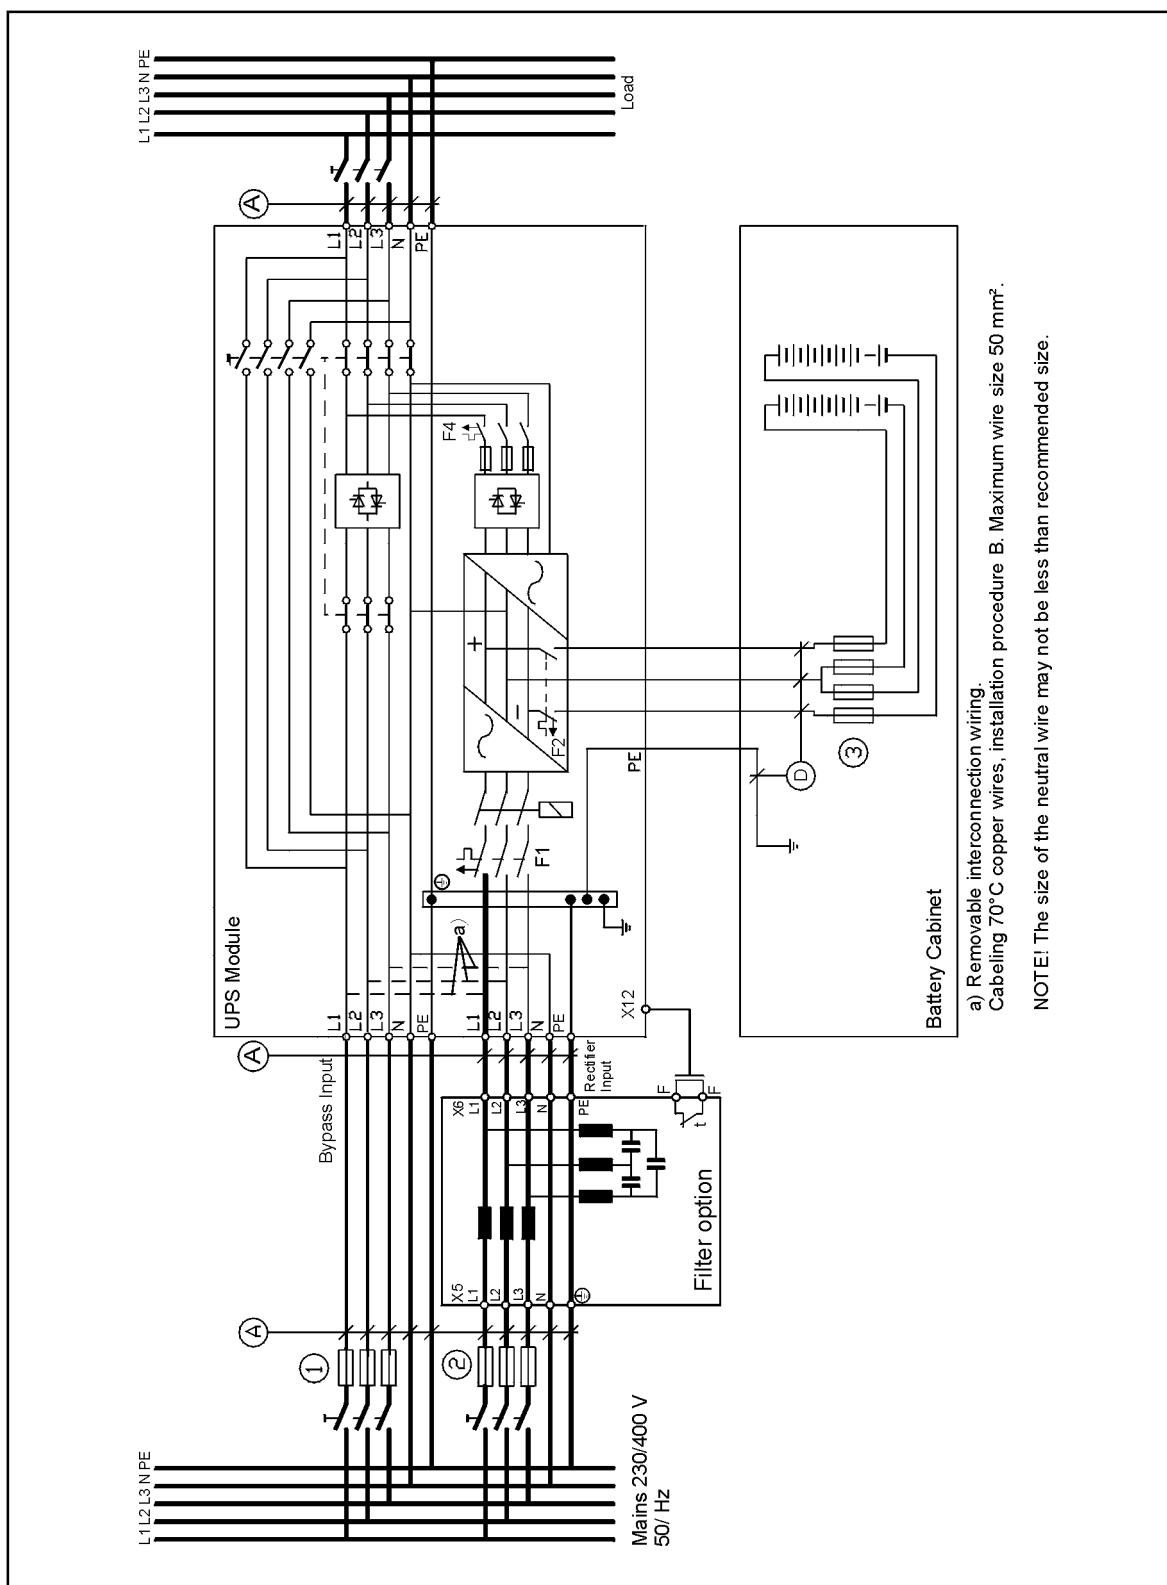 L1 L2 L3 N PE
Mains 230/400 V
50/ Hz
1
2
A
X5
L1
L2
L3
N
Filter option
X6
L1
L2
L3
N
PE
F
F
t
Bypass Input
Rectifier
Input
A
UPS Module
L1
L2
L3
N
PE
L1
L2
L3
N
PE
X12
a)
F1
F2
+
–
F4
PE
L1
L2
L3
N
PE
A
L1 L2 L3 N PE
Load
D
3
Battery Cabinet
a) Removable interconnection wiring.
Cabeling 70°C copper wires, installation procedure B. Maximum wire size 50 mm².
NOTE! The size of the neutral wire may not be less than recommended size.